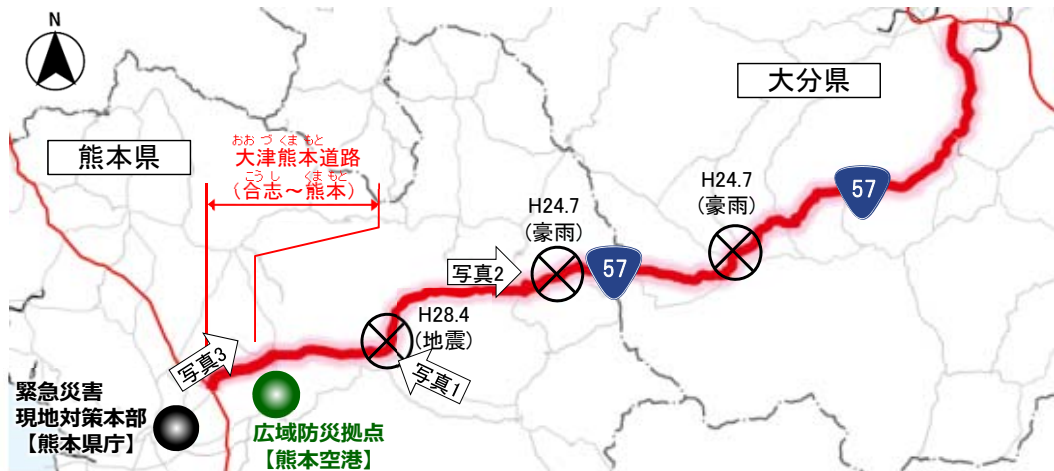 N
大分県
熊本県
おおづくまもと
大津熊本道路
こうし くまもと
(合志～熊本)
57
H24.7
(豪雨)
H24.7
(豪雨)
写真2
57
H28.4
(地震)
写真3
写真1
緊急災害
現地対策本部
【熊本県庁】
広域防災拠点
【熊本空港】